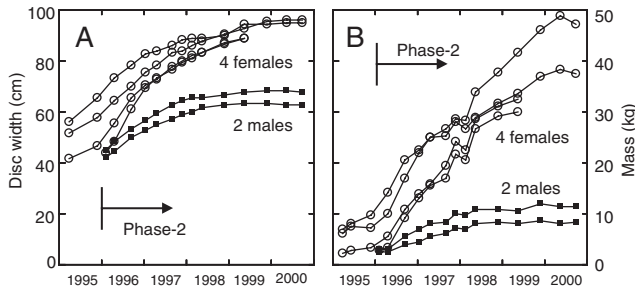 100
80
60
40
20
0
Disc width (cm)
A
4 females
2 males
Phase-2
1995 1996 1997 1998 1999 2000
B
Phase-2
4 females
2 males
1995 1996 1997 1998 1999 2000
50
40
30
20
10
0
Mass (kg)